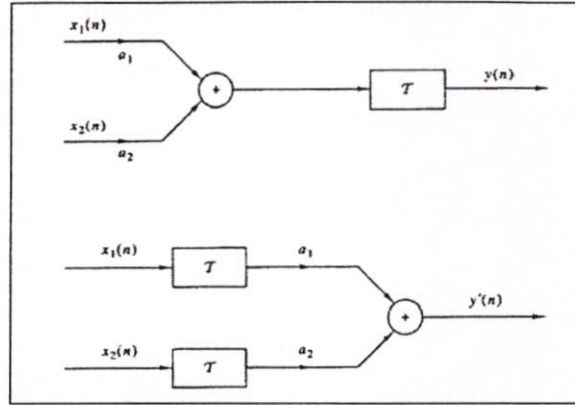 x₁(n)
a₁
+
𝒯
y(n)
x₂(n)
a₂
x₁(n)
𝒯
a₁
+
y'(n)
x₂(n)
𝒯
a₂